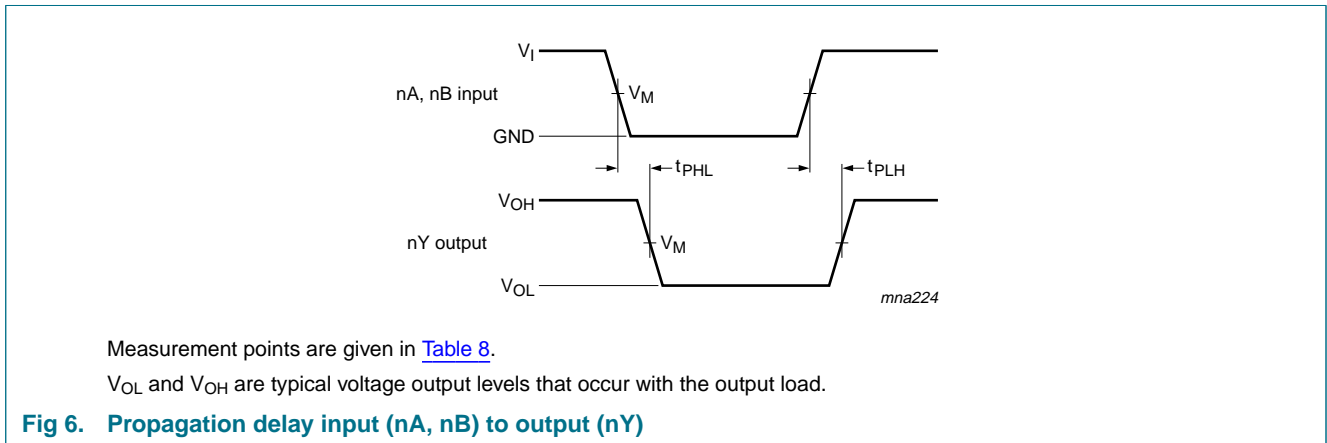 VI
nA, nB input
VM
GND
tPHL
tPLH
VOH
nY output
VM
VOL
mna224
Measurement points are given in Table 8.
VOL and VOH are typical voltage output levels that occur with the output load.
Fig 6. Propagation delay input (nA, nB) to output (nY)